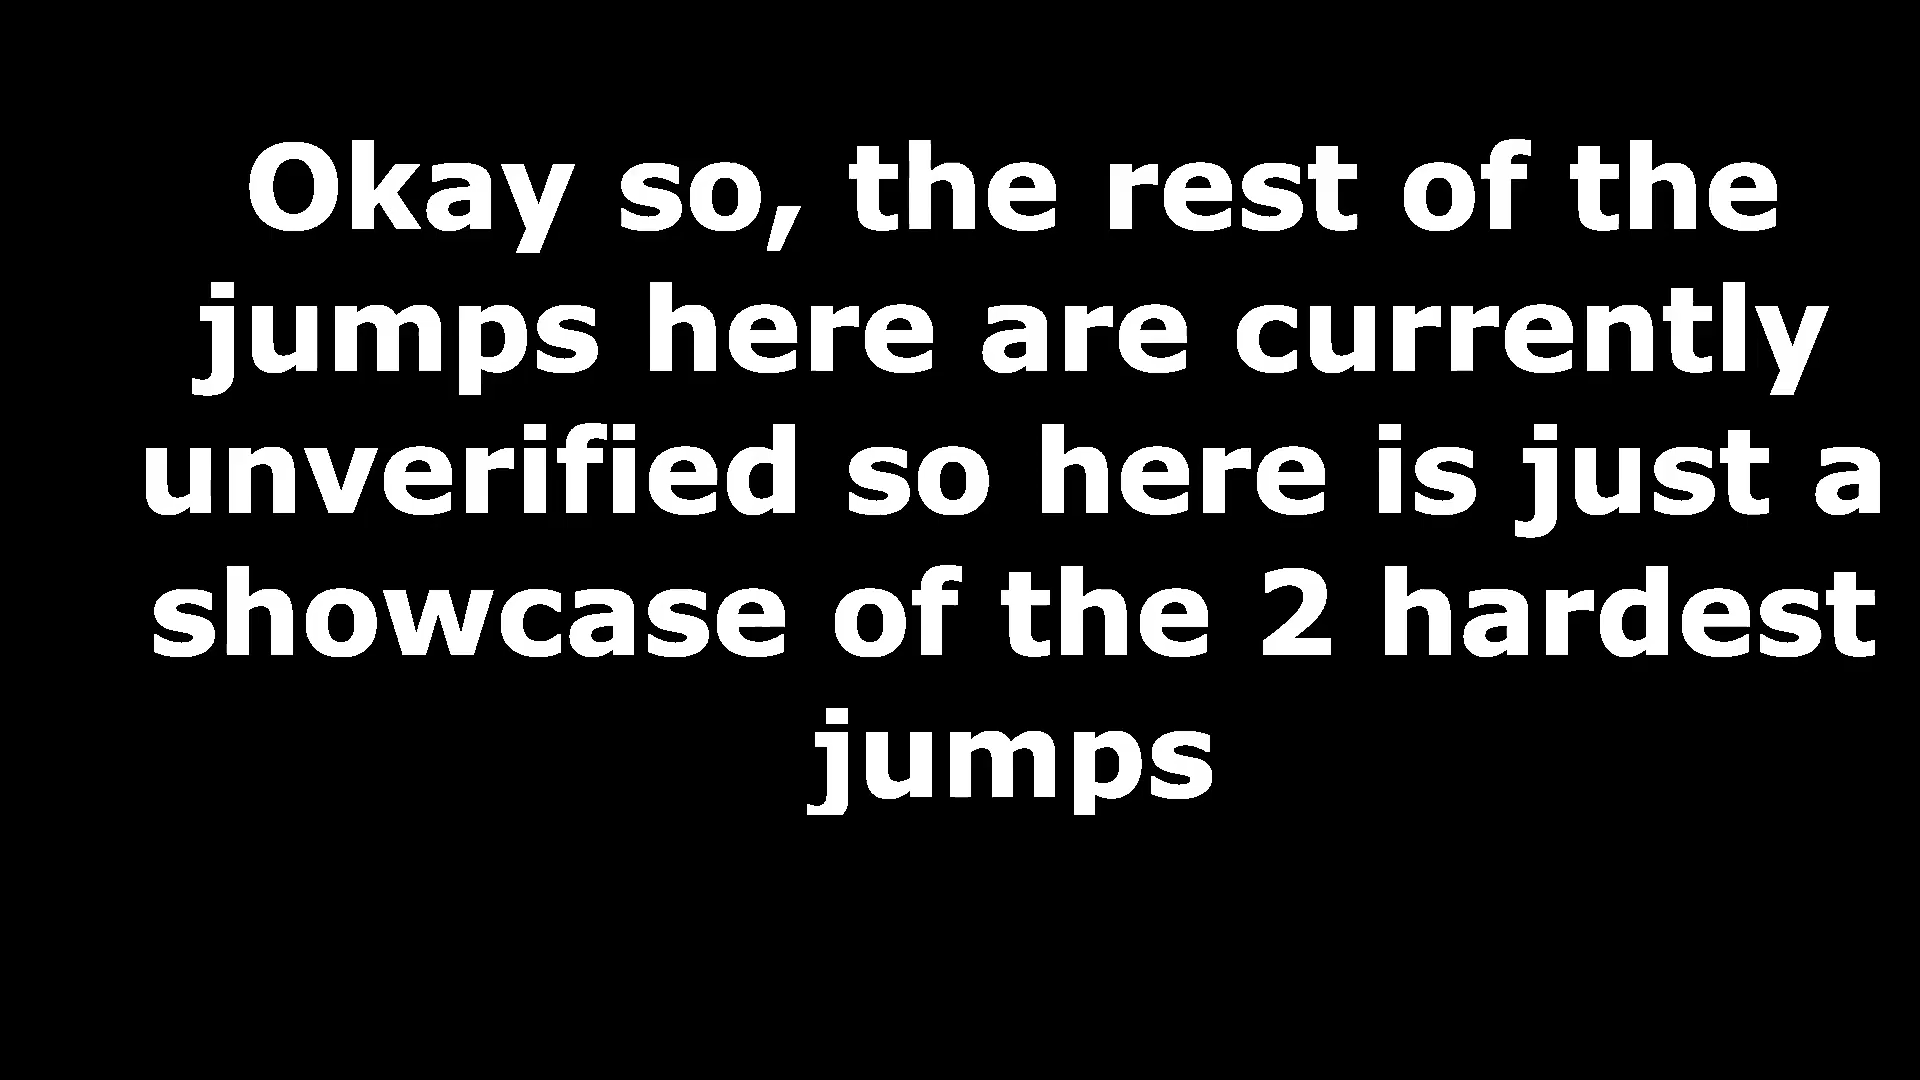 Okay so, the rest of the
jumps here are currently
unverified so here is just a
showcase of the 2 hardest
jumps